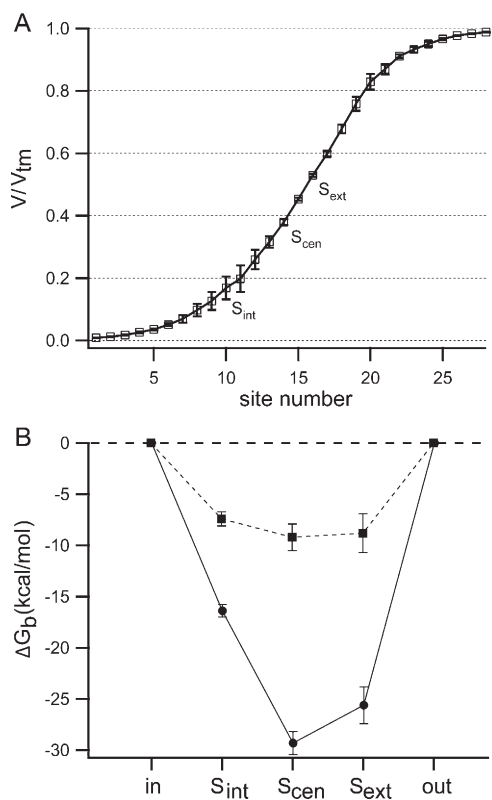 A
V/Vtm
1.0
0.8
0.6
0.4
0.2
0.0
Sext
Scen
Sint
5 10 15 20 25
site number
B
ΔGb(kcal/mol)
0
-5
-10
-15
-20
-25
-30
in Sint Scen Sext out